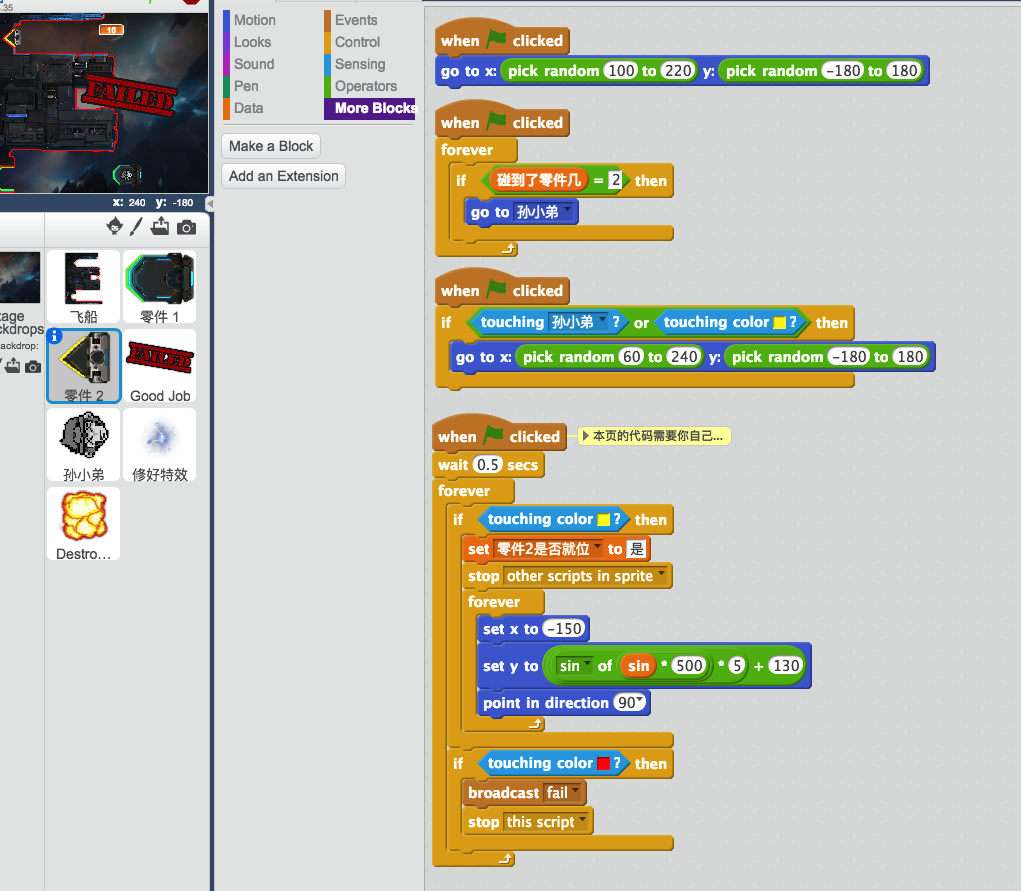 .35
10
FAILED
x: 240 y: -180
Motion
Looks
Sound
Pen
Data
Events
Control
Sensing
Operators
More Blocks
Make a Block
Add an Extension
tage
ckdrops
ackdrop:
飞船
零件 1
零件 2
FAILED
Good Job
孙小弟
修好特效
Destro...
when clicked
go to x: pick random 100 to 220 y: pick random -180 to 180
when clicked
forever
if 碰到了零件几 = 2 then
go to 孙小弟
when clicked
if touching 孙小弟 ? or touching color ? then
go to x: pick random 60 to 240 y: pick random -180 to 180
when clicked 本页的代码需要你自己...
wait 0.5 secs
forever
if touching color ? then
set 零件2是否就位 to 是
stop other scripts in sprite
forever
set x to -150
set y to sin of sin * 500 * 5 + 130
point in direction 90
if touching color ? then
broadcast fail
stop this script